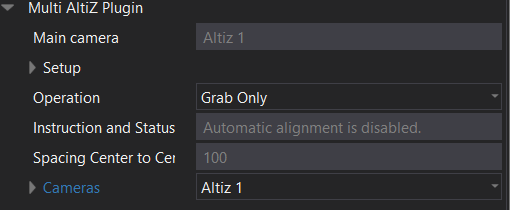 Multi AltiZ Plugin
Main camera Altiz 1
Setup
Operation Grab Only
Instruction and Status Automatic alignment is disabled.
Spacing Center to Cer 100
Cameras Altiz 1